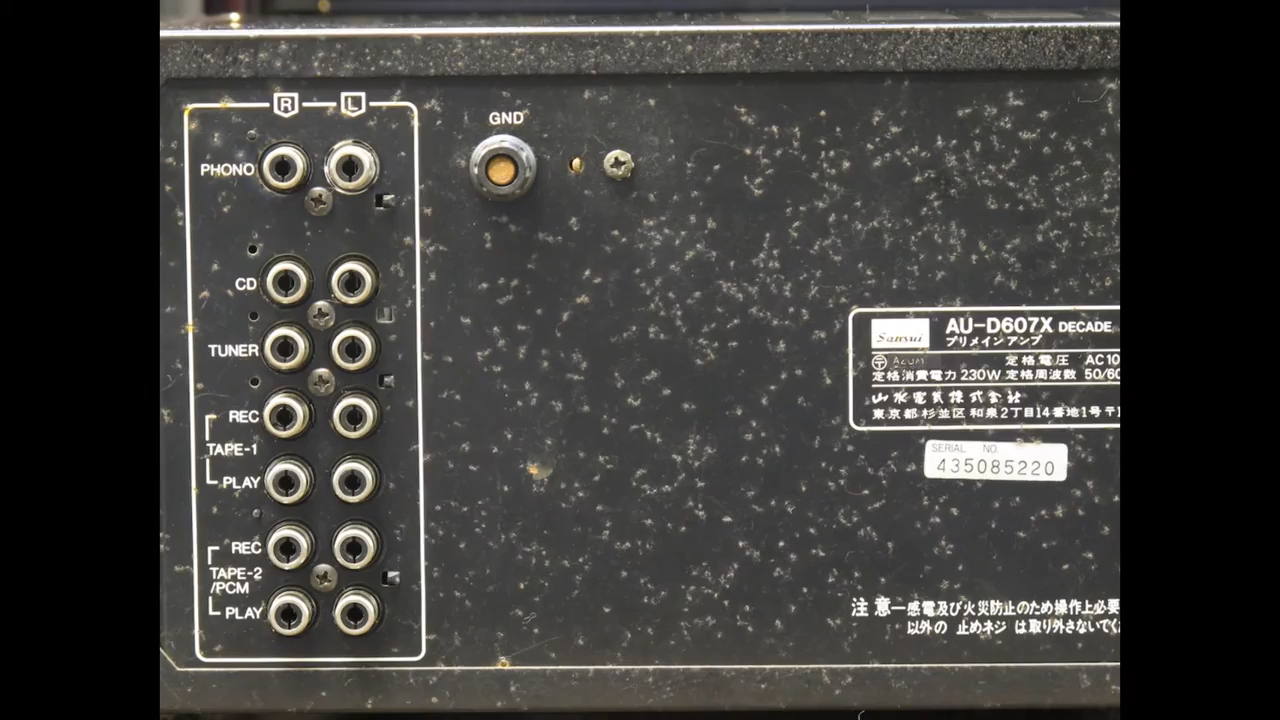 R L
GND
PHONO
CD
TUNER
REC
TAPE-1
PLAY
REC
TAPE-2
/PCM
PLAY
Sansui
AU-D607X DECADE
プリメインアンプ
定格電圧 AC10
定格消費電力 230W 定格周波数 50/60
山水電気株式会社
東京都杉並区和泉2丁目14番地1号 〒1
SERIAL NO.
435085220
注意—感電及び火災防止のため操作上必要
以外の 止めネジ は取り外さないでく